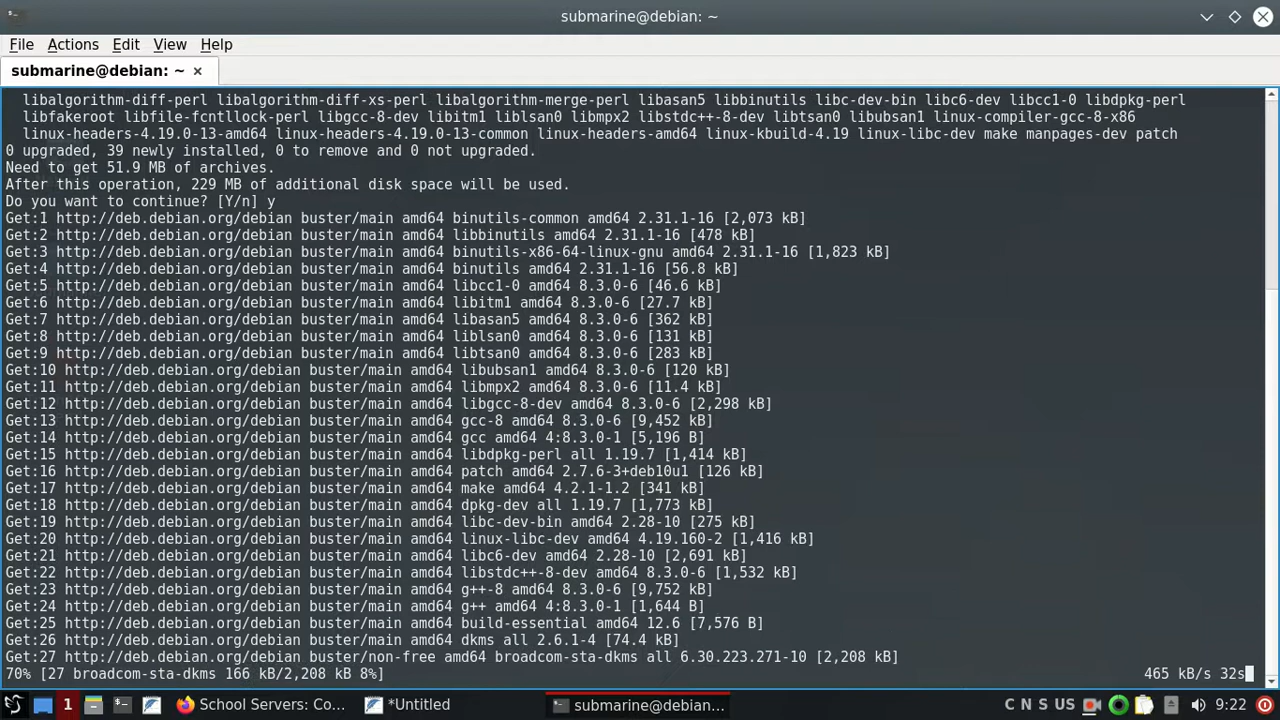 submarine@debian: ~
File Actions Edit View Help
submarine@debian: ~ ×
libalgorithm-diff-perl libalgorithm-diff-xs-perl libalgorithm-merge-perl libasan5 libbinutils libc-dev-bin libc6-dev libcc1-0 libdpkg-perl
libfakeroot libfile-fcntllock-perl libgcc-8-dev libitm1 liblsan0 libmpx2 libstdc++-8-dev libtsan0 libubsan1 linux-compiler-gcc-8-x86
linux-headers-4.19.0-13-amd64 linux-headers-4.19.0-13-common linux-headers-amd64 linux-kbuild-4.19 linux-libc-dev make manpages-dev patch
0 upgraded, 39 newly installed, 0 to remove and 0 not upgraded.
Need to get 51.9 MB of archives.
After this operation, 229 MB of additional disk space will be used.
Do you want to continue? [Y/n] y
Get:1 http://deb.debian.org/debian buster/main amd64 binutils-common amd64 2.31.1-16 [2,073 kB]
Get:2 http://deb.debian.org/debian buster/main amd64 libbinutils amd64 2.31.1-16 [478 kB]
Get:3 http://deb.debian.org/debian buster/main amd64 binutils-x86-64-linux-gnu amd64 2.31.1-16 [1,823 kB]
Get:4 http://deb.debian.org/debian buster/main amd64 binutils amd64 2.31.1-16 [56.8 kB]
Get:5 http://deb.debian.org/debian buster/main amd64 libcc1-0 amd64 8.3.0-6 [46.6 kB]
Get:6 http://deb.debian.org/debian buster/main amd64 libitm1 amd64 8.3.0-6 [27.7 kB]
Get:7 http://deb.debian.org/debian buster/main amd64 libasan5 amd64 8.3.0-6 [362 kB]
Get:8 http://deb.debian.org/debian buster/main amd64 liblsan0 amd64 8.3.0-6 [131 kB]
Get:9 http://deb.debian.org/debian buster/main amd64 libtsan0 amd64 8.3.0-6 [283 kB]
Get:10 http://deb.debian.org/debian buster/main amd64 libubsan1 amd64 8.3.0-6 [120 kB]
Get:11 http://deb.debian.org/debian buster/main amd64 libmpx2 amd64 8.3.0-6 [11.4 kB]
Get:12 http://deb.debian.org/debian buster/main amd64 libgcc-8-dev amd64 8.3.0-6 [2,298 kB]
Get:13 http://deb.debian.org/debian buster/main amd64 gcc-8 amd64 8.3.0-6 [9,452 kB]
Get:14 http://deb.debian.org/debian buster/main amd64 gcc amd64 4:8.3.0-1 [5,196 B]
Get:15 http://deb.debian.org/debian buster/main amd64 libdpkg-perl all 1.19.7 [1,414 kB]
Get:16 http://deb.debian.org/debian buster/main amd64 patch amd64 2.7.6-3+deb10u1 [126 kB]
Get:17 http://deb.debian.org/debian buster/main amd64 make amd64 4.2.1-1.2 [341 kB]
Get:18 http://deb.debian.org/debian buster/main amd64 dpkg-dev all 1.19.7 [1,773 kB]
Get:19 http://deb.debian.org/debian buster/main amd64 libc-dev-bin amd64 2.28-10 [275 kB]
Get:20 http://deb.debian.org/debian buster/main amd64 linux-libc-dev amd64 4.19.160-2 [1,416 kB]
Get:21 http://deb.debian.org/debian buster/main amd64 libc6-dev amd64 2.28-10 [2,691 kB]
Get:22 http://deb.debian.org/debian buster/main amd64 libstdc++-8-dev amd64 8.3.0-6 [1,532 kB]
Get:23 http://deb.debian.org/debian buster/main amd64 g++-8 amd64 8.3.0-6 [9,752 kB]
Get:24 http://deb.debian.org/debian buster/main amd64 g++ amd64 4:8.3.0-1 [1,644 B]
Get:25 http://deb.debian.org/debian buster/main amd64 build-essential amd64 12.6 [7,576 B]
Get:26 http://deb.debian.org/debian buster/main amd64 dkms all 2.6.1-4 [74.4 kB]
Get:27 http://deb.debian.org/debian buster/non-free amd64 broadcom-sta-dkms all 6.30.223.271-10 [2,208 kB]
70% [27 broadcom-sta-dkms 166 kB/2,208 kB 8%] 465 kB/s 32s
1 School Servers: Co... *Untitled submarine@debian... C N S US 9:22